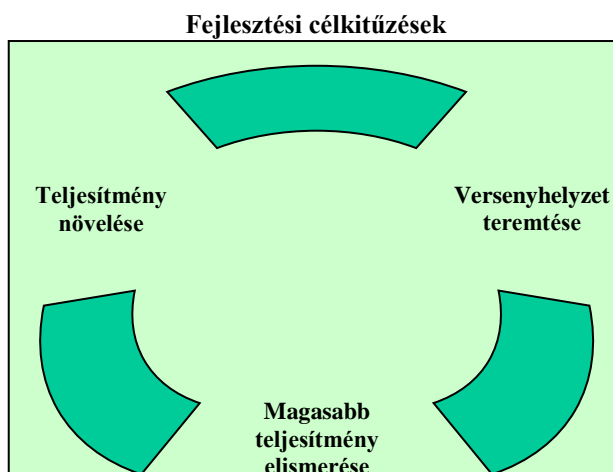 Fejlesztési célkitűzések
Teljesítmény
növelése
Versenyhelyzet
teremtése
Magasabb
teljesítmény
elismerése